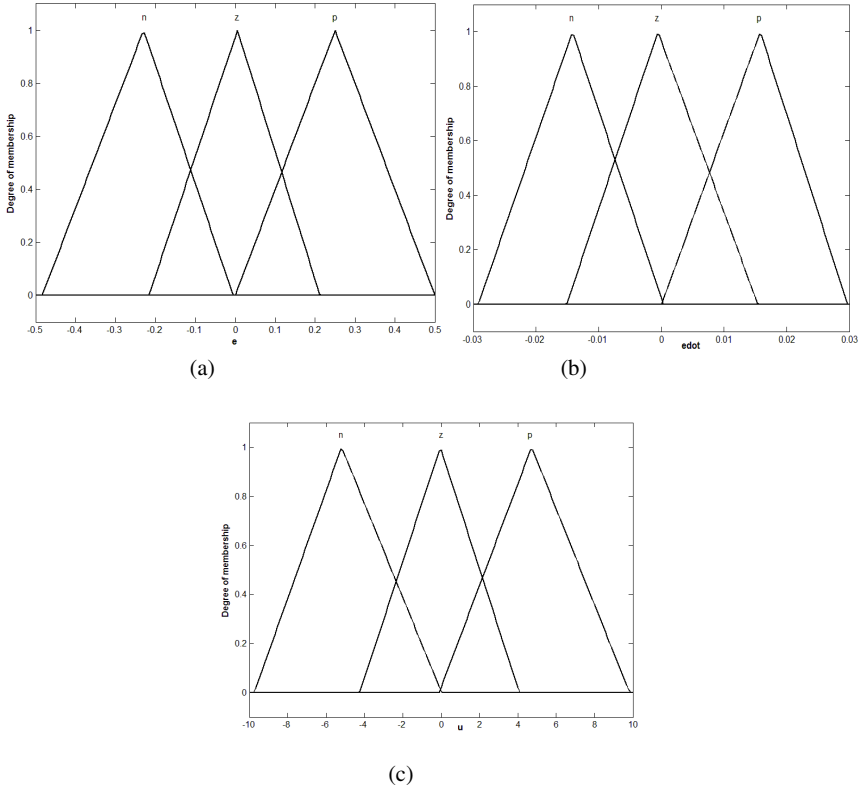 n z p
1
0.8
0.6
0.4
0.2
0
Degree of membership
-0.5 -0.4 -0.3 -0.2 -0.1 0 0.1 0.2 0.3 0.4 0.5
e
(a)
n z p
1
0.8
0.6
0.4
0.2
0
Degree of membership
-0.03 -0.02 -0.01 0 0.01 0.02 0.03
edot
(b)
n z p
1
0.8
0.6
0.4
0.2
0
Degree of membership
-10 -8 -6 -4 -2 0 2 4 6 8 10
u
(c)